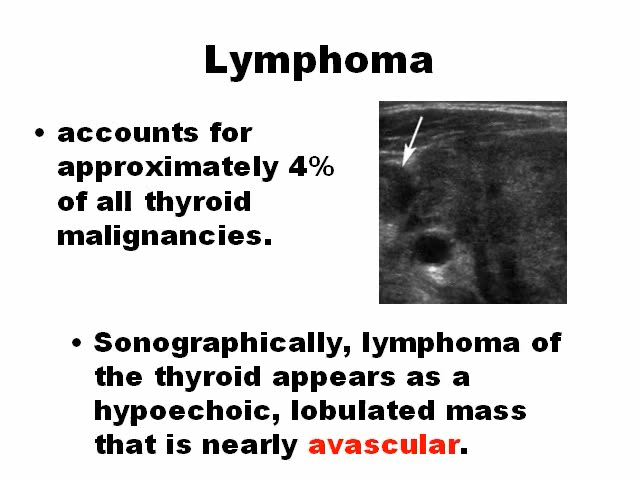 Lymphoma
• accounts for
approximately 4%
of all thyroid
malignancies.
• Sonographically, lymphoma of
the thyroid appears as a
hypoechoic, lobulated mass
that is nearly avascular.